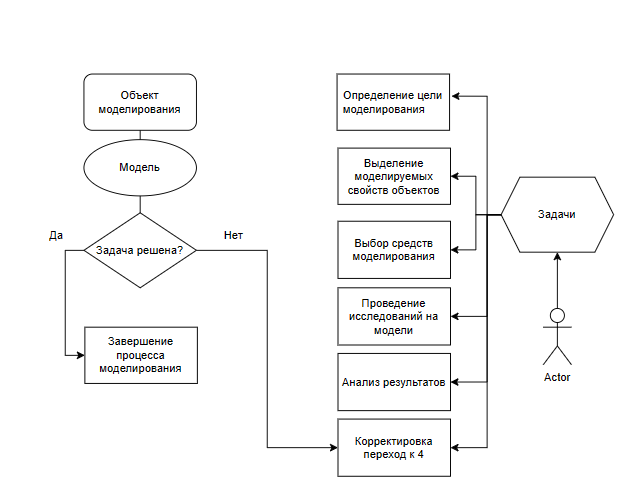 Объект
моделирования
Модель
Да
Задача решена?
Нет
Завершение
процесса
моделирования
Определение цели
моделирования
Выделение
моделируемых
свойств объектов
Выбор средств
моделирования
Проведение
исследований на
модели
Анализ результатов
Корректировка
переход к 4
Задачи
Actor